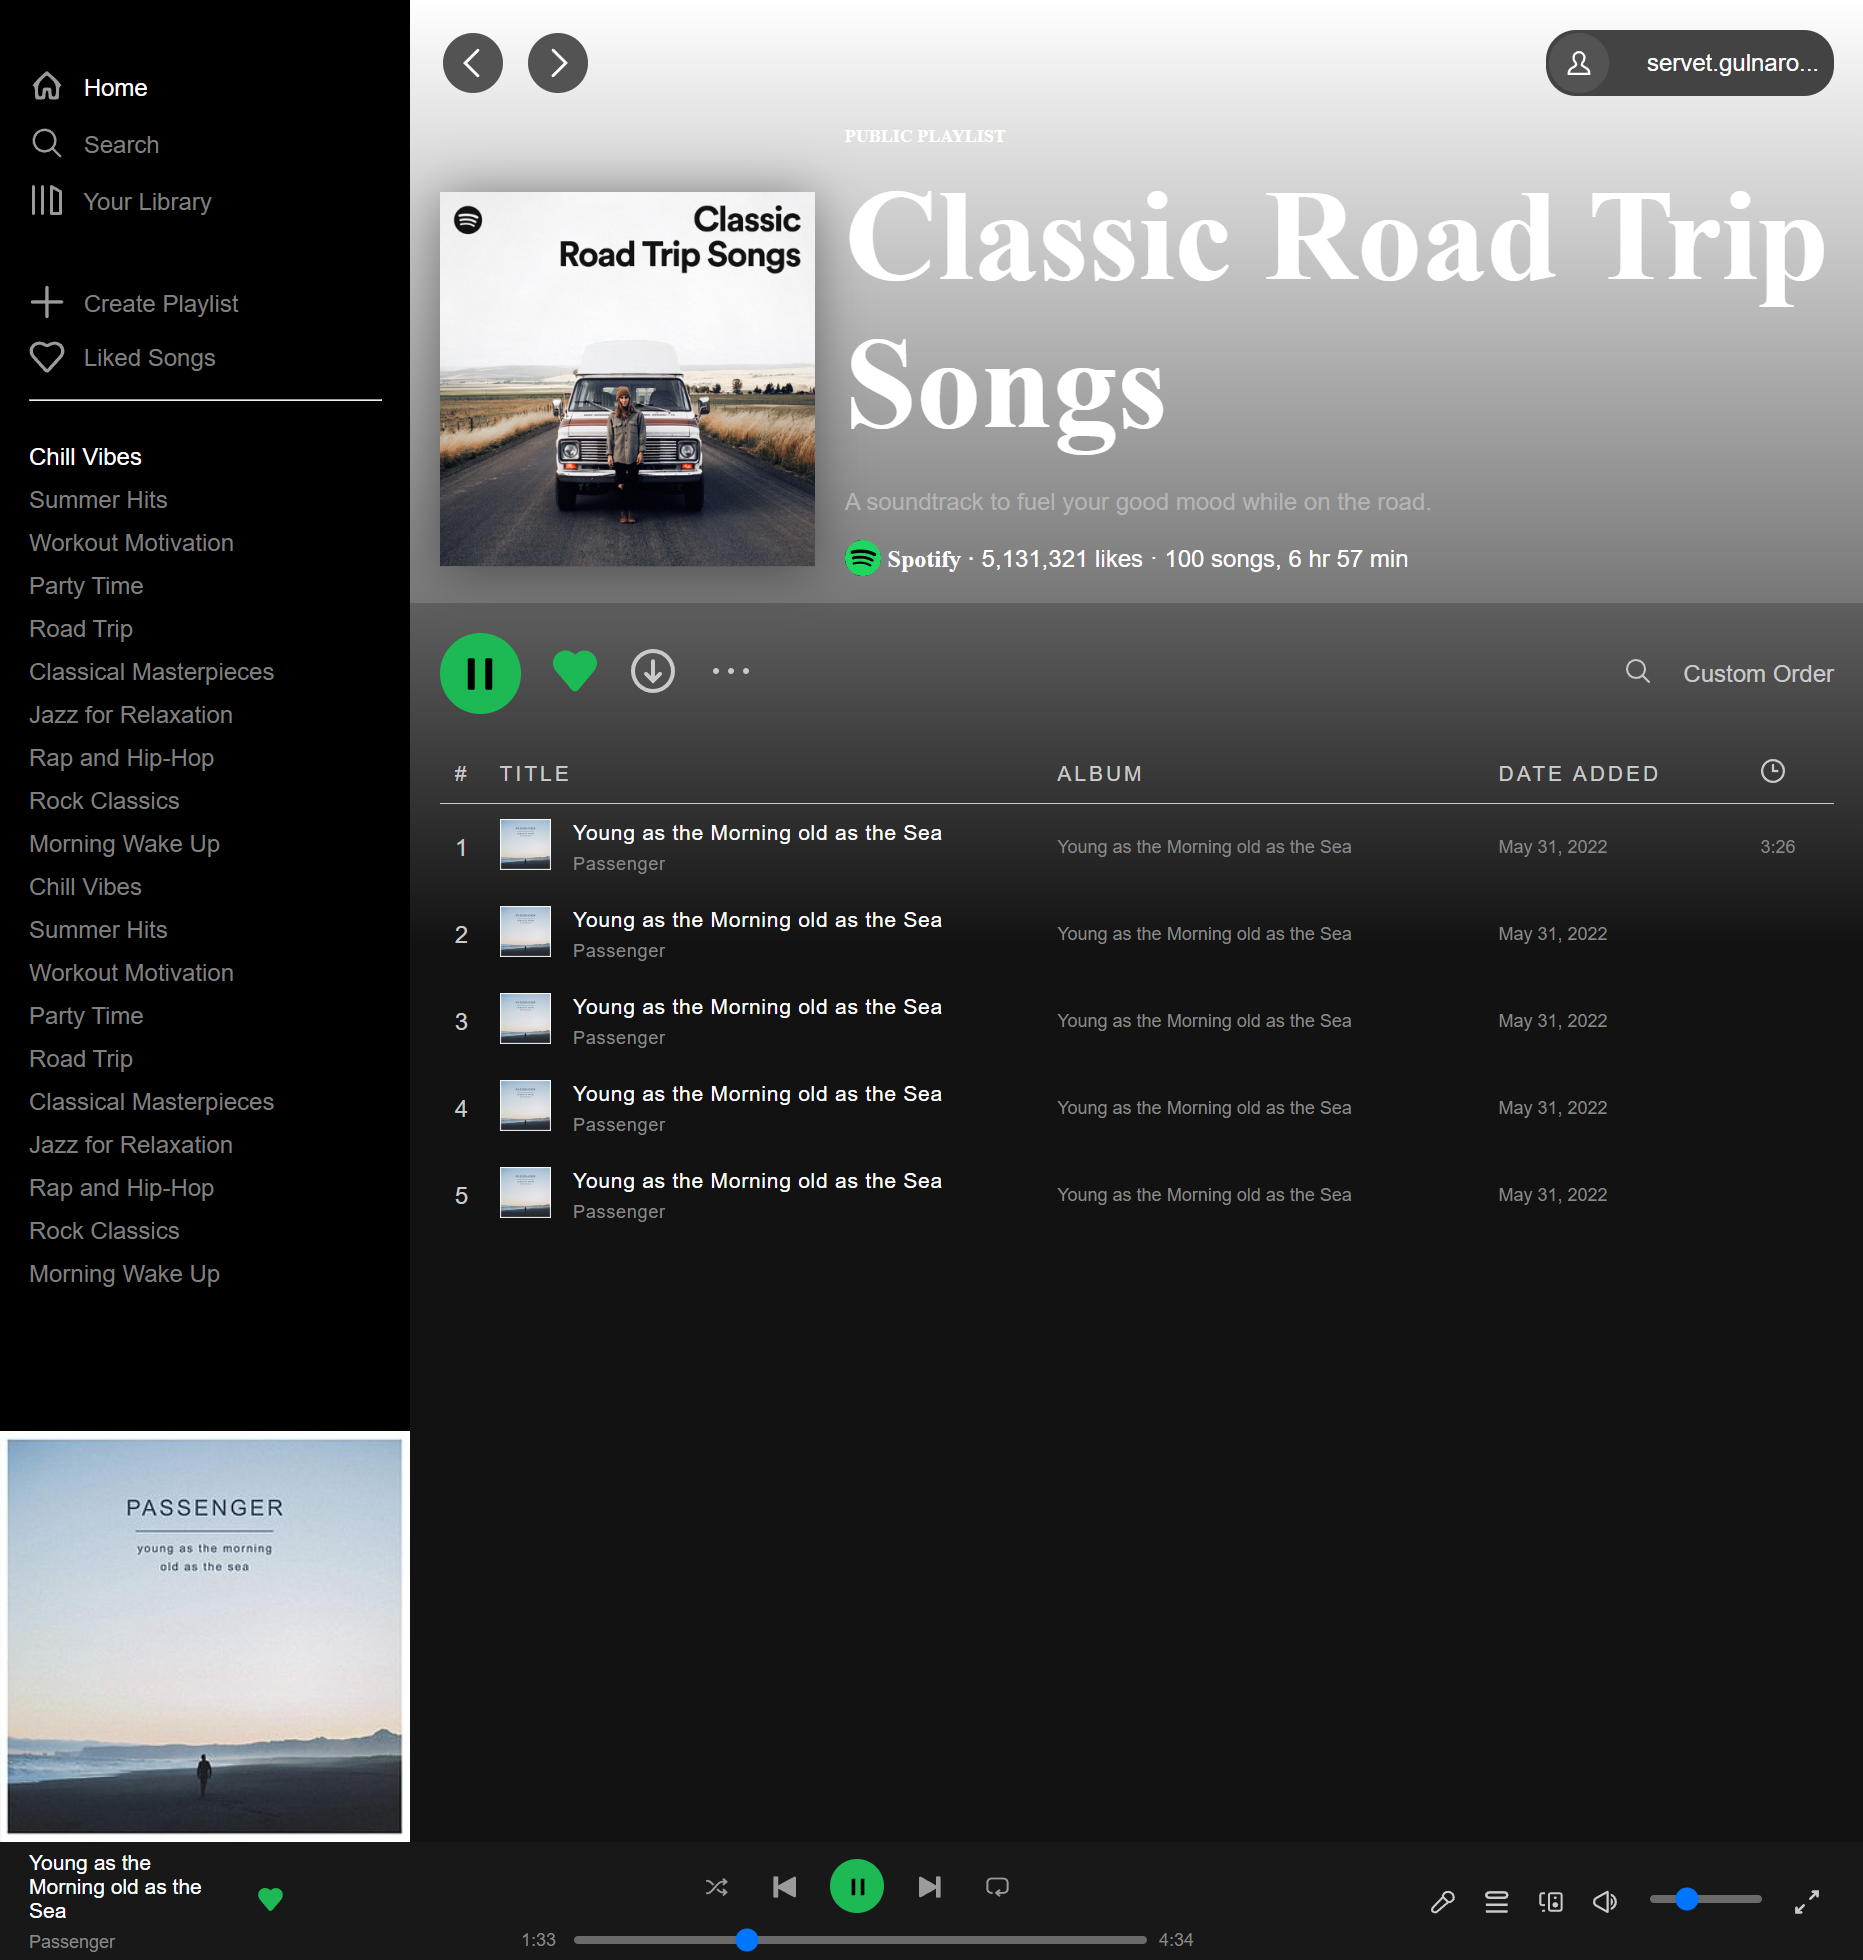 Home
Search
Your Library
Create Playlist
Liked Songs
Chill Vibes
Summer Hits
Workout Motivation
Party Time
Road Trip
Classical Masterpieces
Jazz for Relaxation
Rap and Hip-Hop
Rock Classics
Morning Wake Up
Chill Vibes
Summer Hits
Workout Motivation
Party Time
Road Trip
Classical Masterpieces
Jazz for Relaxation
Rap and Hip-Hop
Rock Classics
Morning Wake Up
PASSENGER
young as the morning
old as the sea
servet.gulnaro...
Classic
Road Trip Songs
PUBLIC PLAYLIST
Classic Road Trip
Songs
A soundtrack to fuel your good mood while on the road.
Spotify · 5,131,321 likes · 100 songs, 6 hr 57 min
Custom Order
# TITLE ALBUM DATE ADDED
1 Young as the Morning old as the Sea Young as the Morning old as the Sea May 31, 2022 3:26
Passenger
2 Young as the Morning old as the Sea Young as the Morning old as the Sea May 31, 2022
Passenger
3 Young as the Morning old as the Sea Young as the Morning old as the Sea May 31, 2022
Passenger
4 Young as the Morning old as the Sea Young as the Morning old as the Sea May 31, 2022
Passenger
5 Young as the Morning old as the Sea Young as the Morning old as the Sea May 31, 2022
Passenger
Young as the
Morning old as the
Sea
Passenger
1:33 4:34